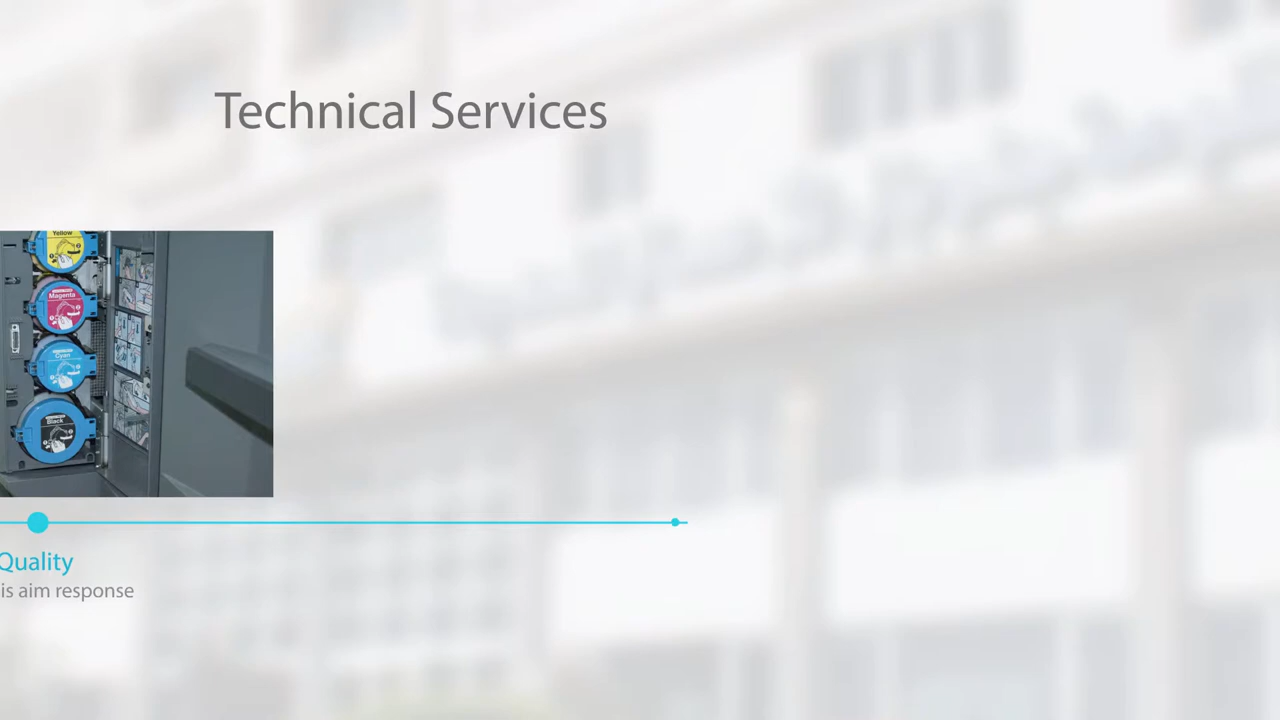 Technical Services
Yellow
Magenta
Cyan
Black
Quality
is aim response